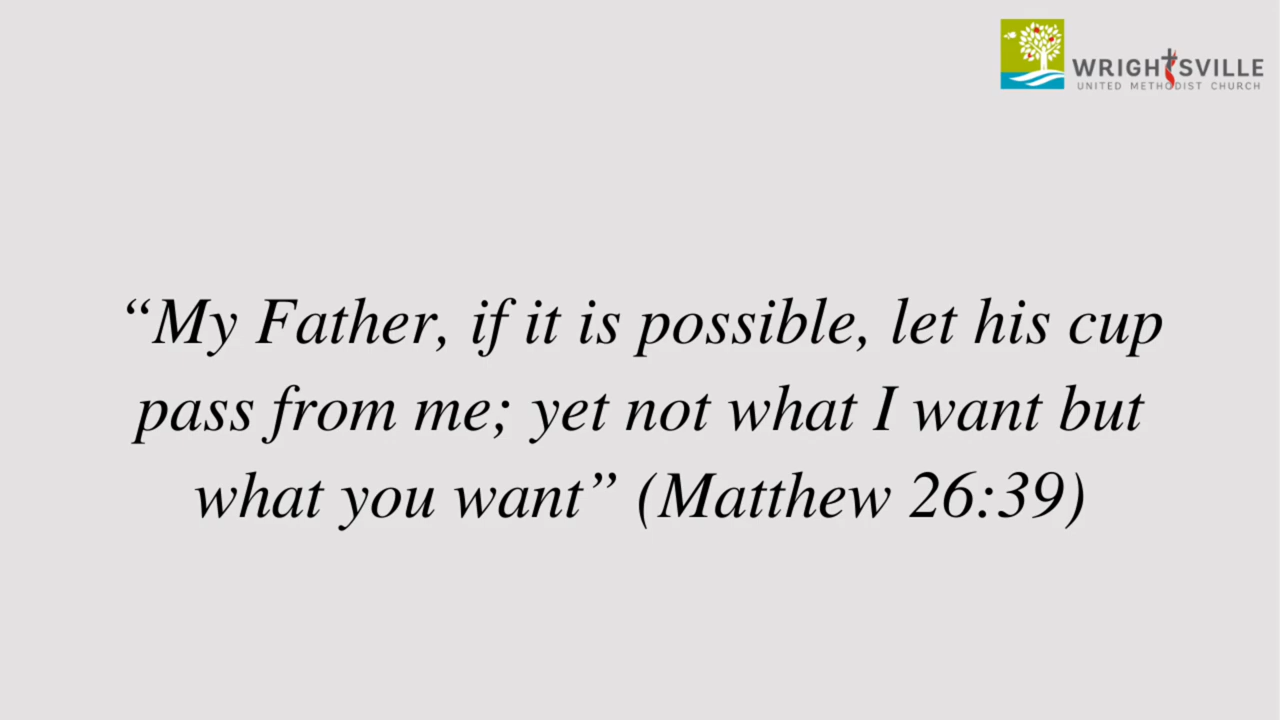 WRIGHTSVILLE
UNITED METHODIST CHURCH
“My Father, if it is possible, let his cup
pass from me; yet not what I want but
what you want” (Matthew 26:39)